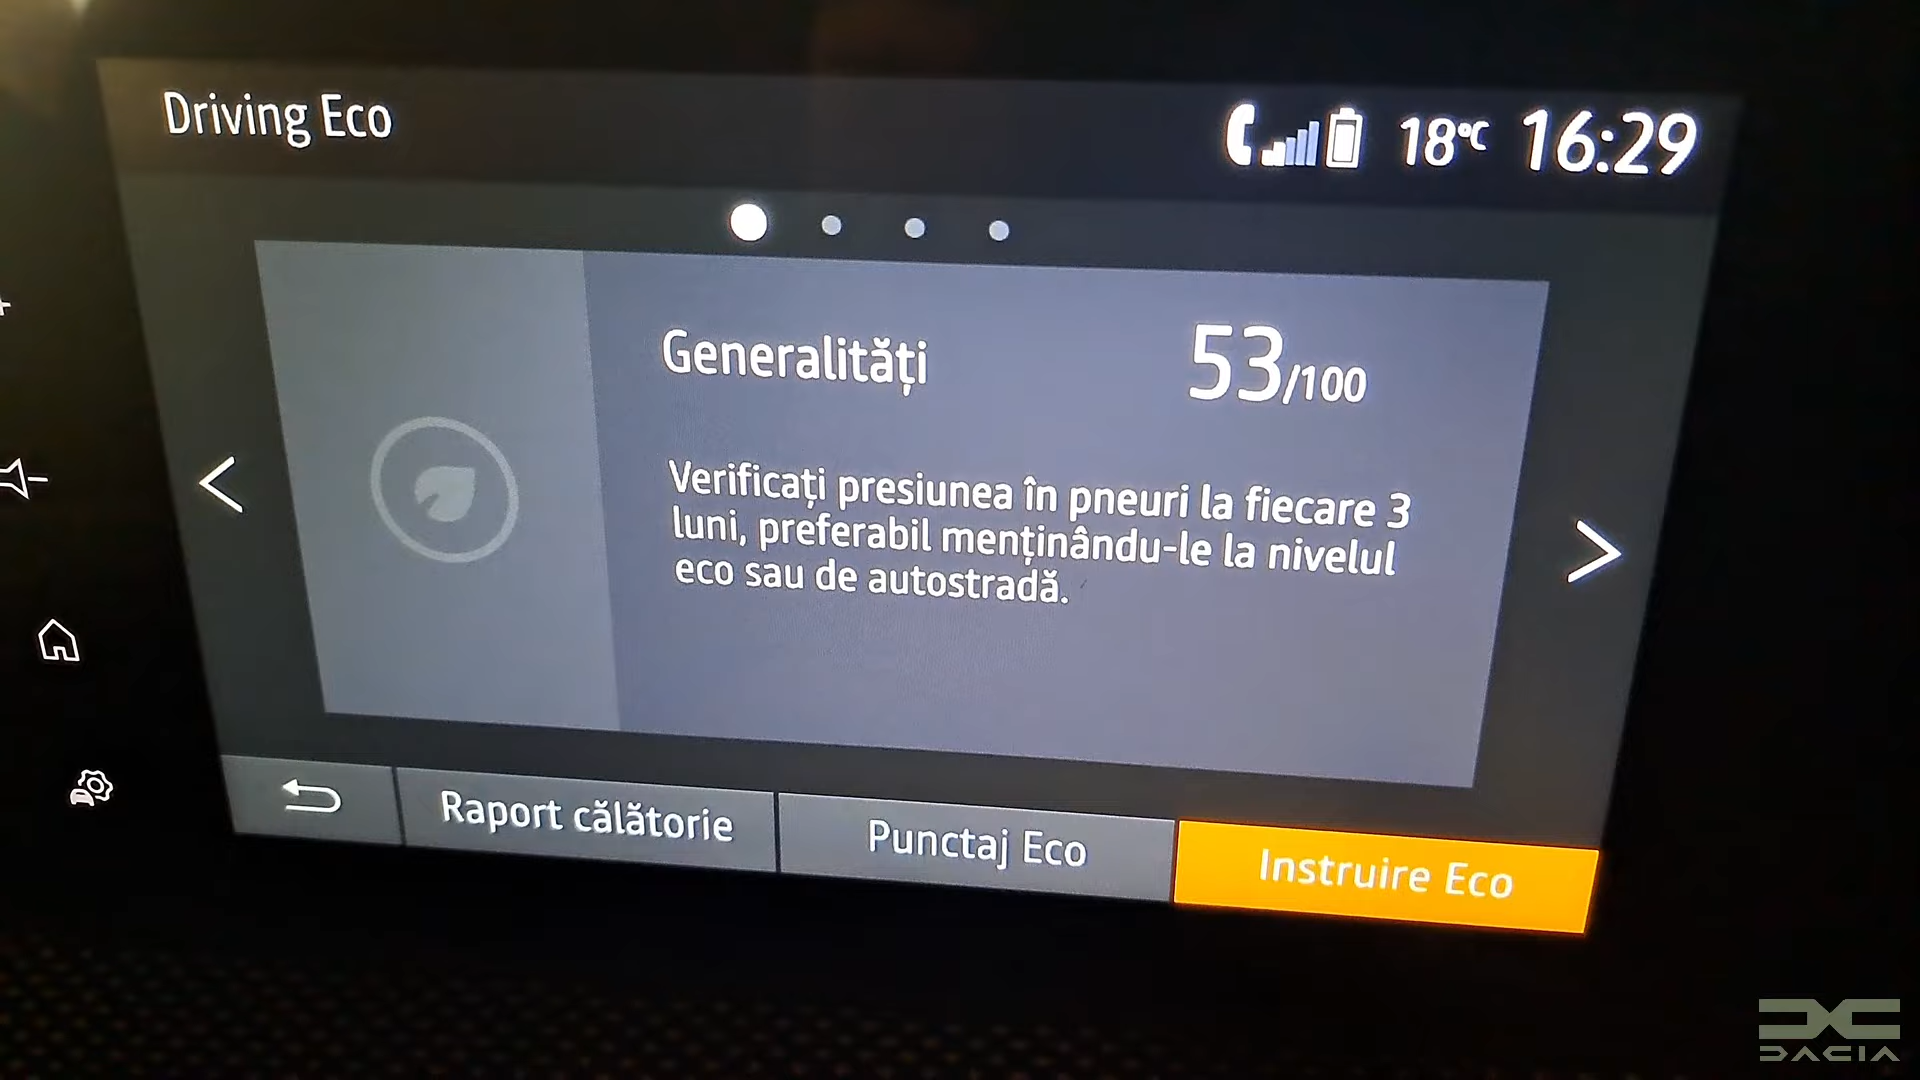 Driving Eco
18°C 16:29
Generalități
53/100
Verificați presiunea în pneuri la fiecare 3
luni, preferabil menținându-le la nivelul
eco sau de autostradă.
Raport călătorie
Punctaj Eco
Instruire Eco
DACIA